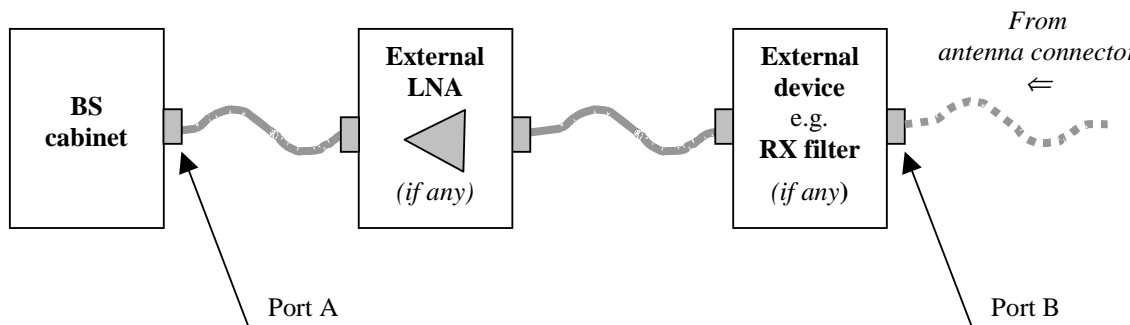 BS
cabinet
External
LNA
(if any)
External
device
e.g.
RX filter
(if any)
From
antenna connector
⇐
Port A
Port B